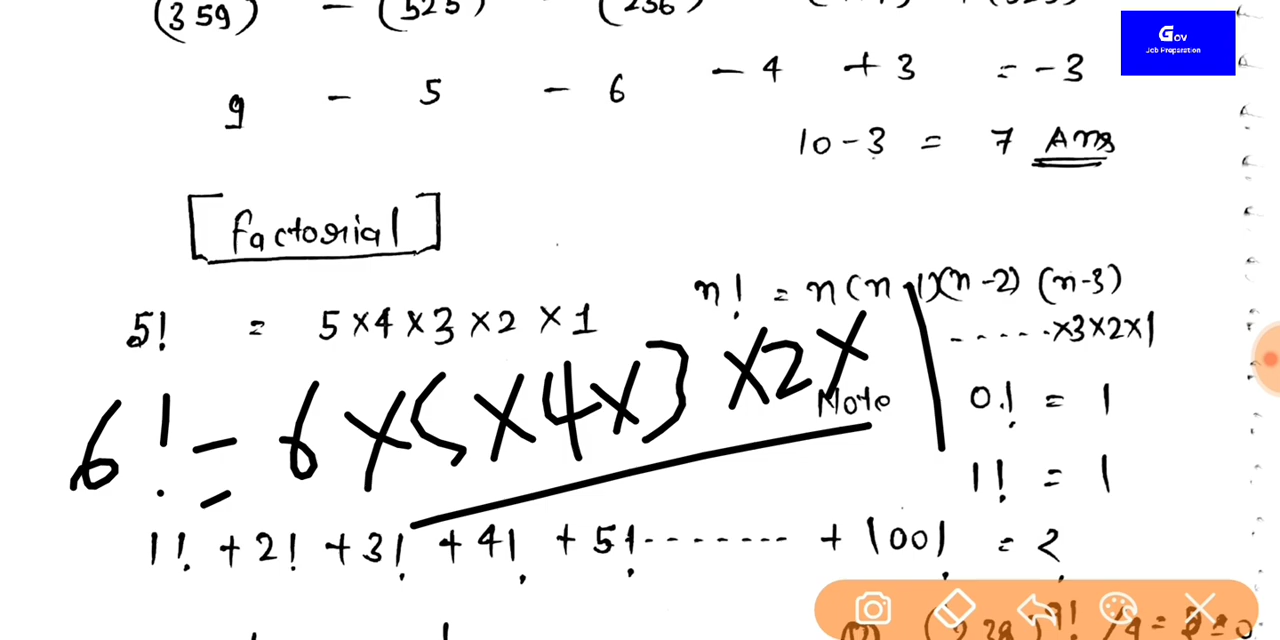 (359) - (525) (256)
Gov
Job Preparation
9 - 5 - 6 - 4 + 3 = -3
10 - 3 = 7 Ans
[Factorial]
n! = n(n-1)(n-2)(n-3)
.....×3×2×1
5! = 5×4×3×2×1
6! = 6×5×4×3×2×1
Note
0! = 1
1! = 1
1! + 2! + 3! + 4! + 5! -------- + 100! = ?